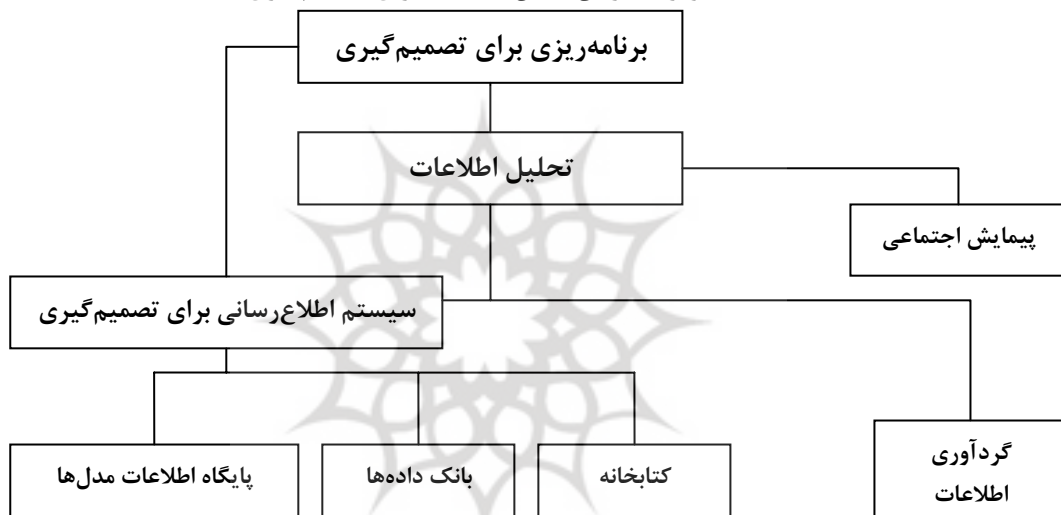 برنامه‌ریزی برای تصمیم‌گیری
تحلیل اطلاعات
پیمایش اجتماعی
سیستم اطلاع‌رسانی برای تصمیم‌گیری
گردآوری
اطلاعات
کتابخانه
بانک داده‌ها
پایگاه اطلاعات مدل‌ها